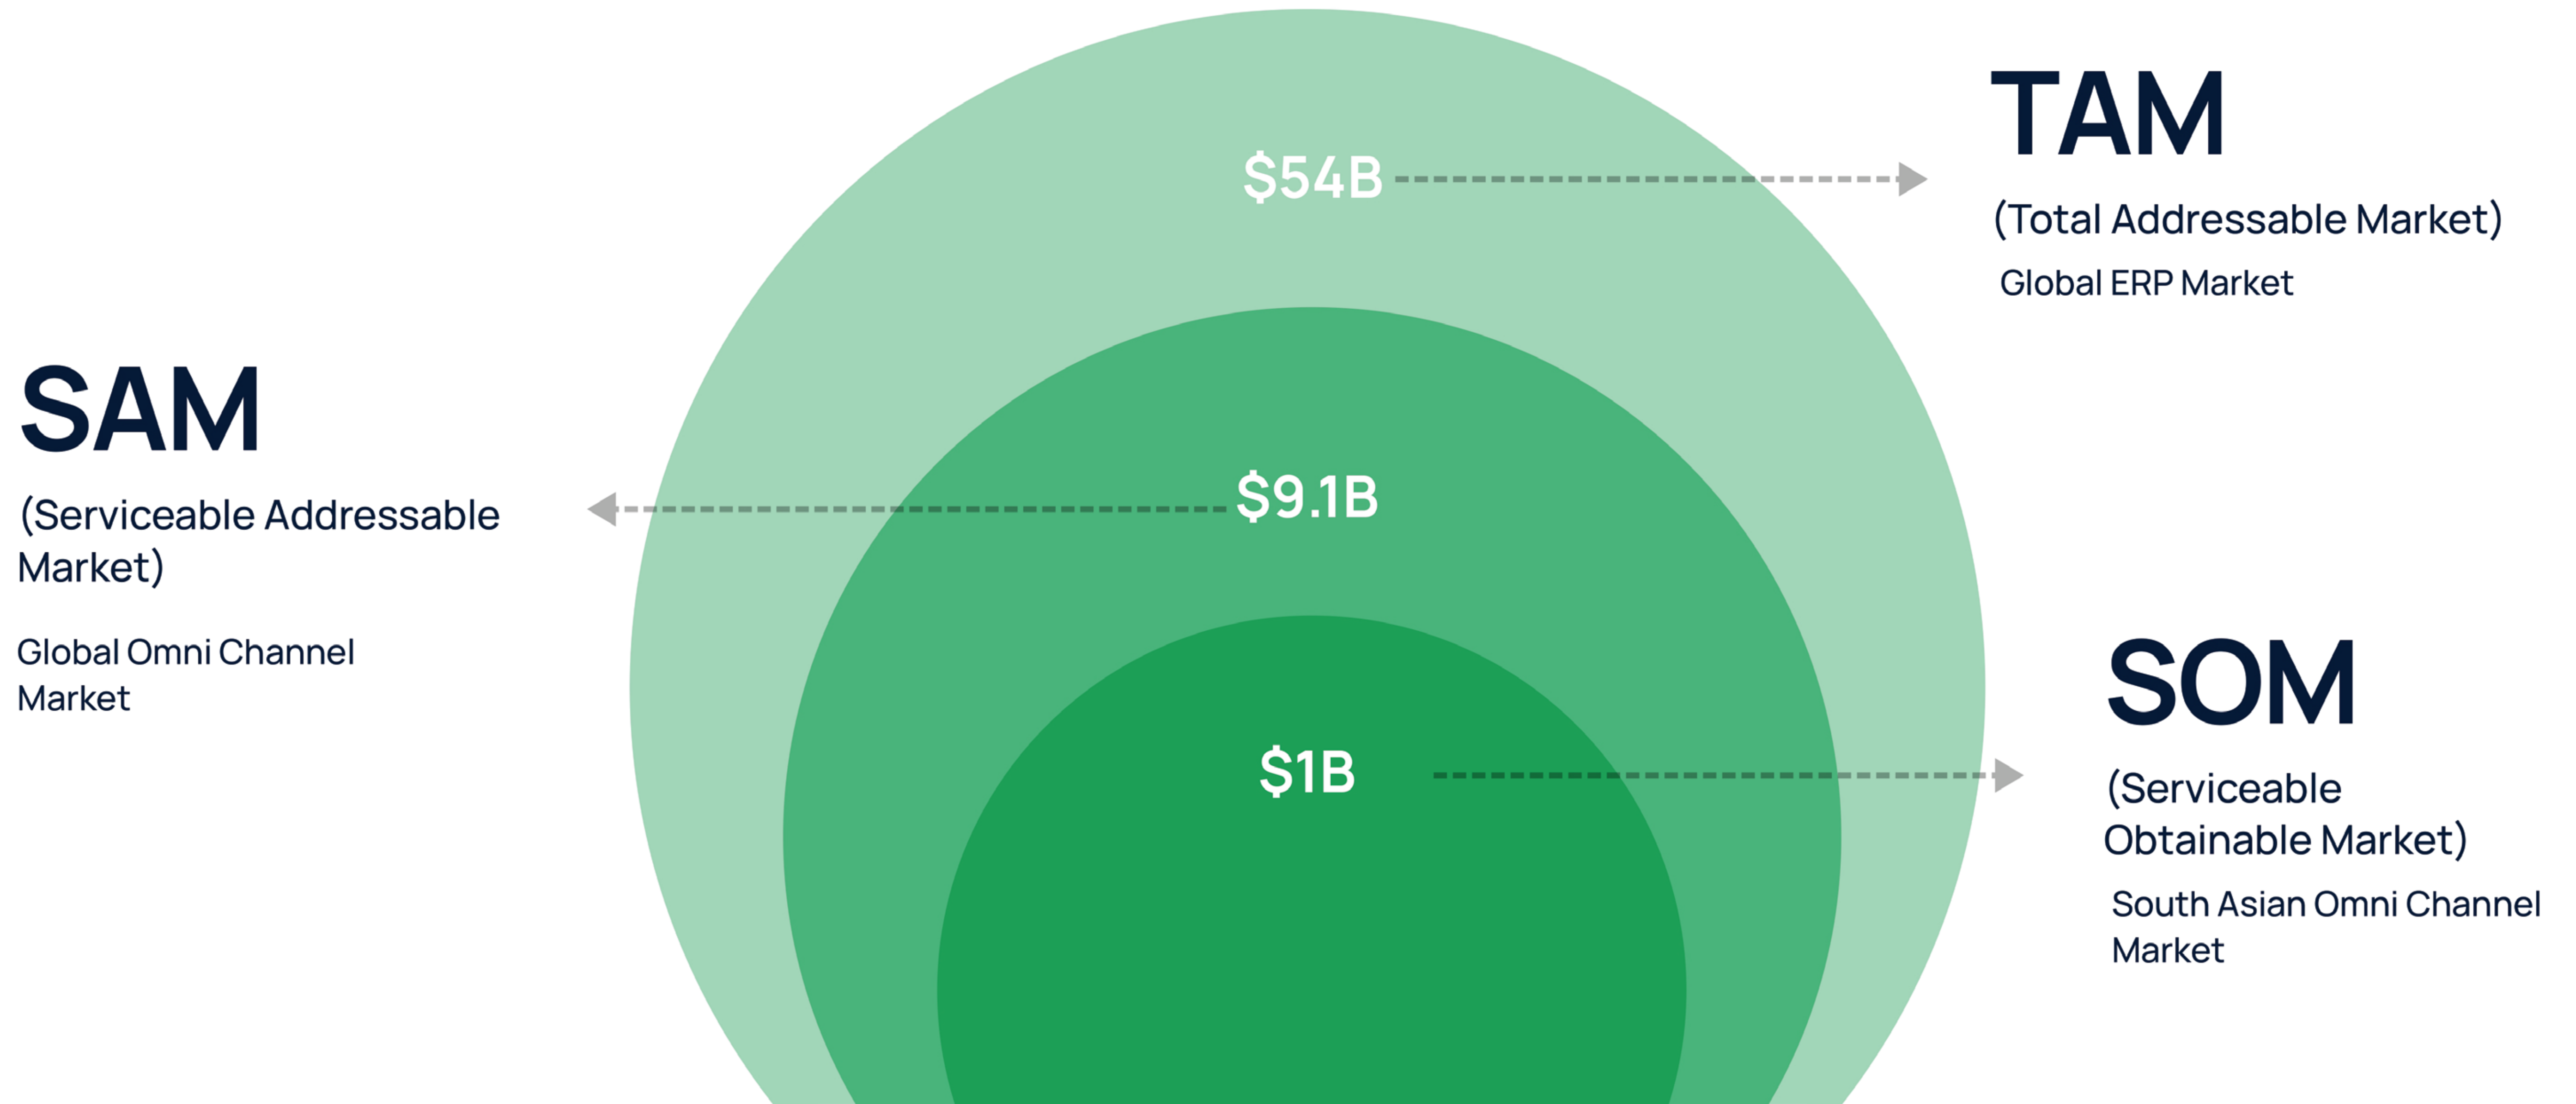 TAM
$54B
(Total Addressable Market)
Global ERP Market
SAM
$9.1B
(Serviceable Addressable
Market)
Global Omni Channel
Market
SOM
$1B
(Serviceable
Obtainable Market)
South Asian Omni Channel
Market